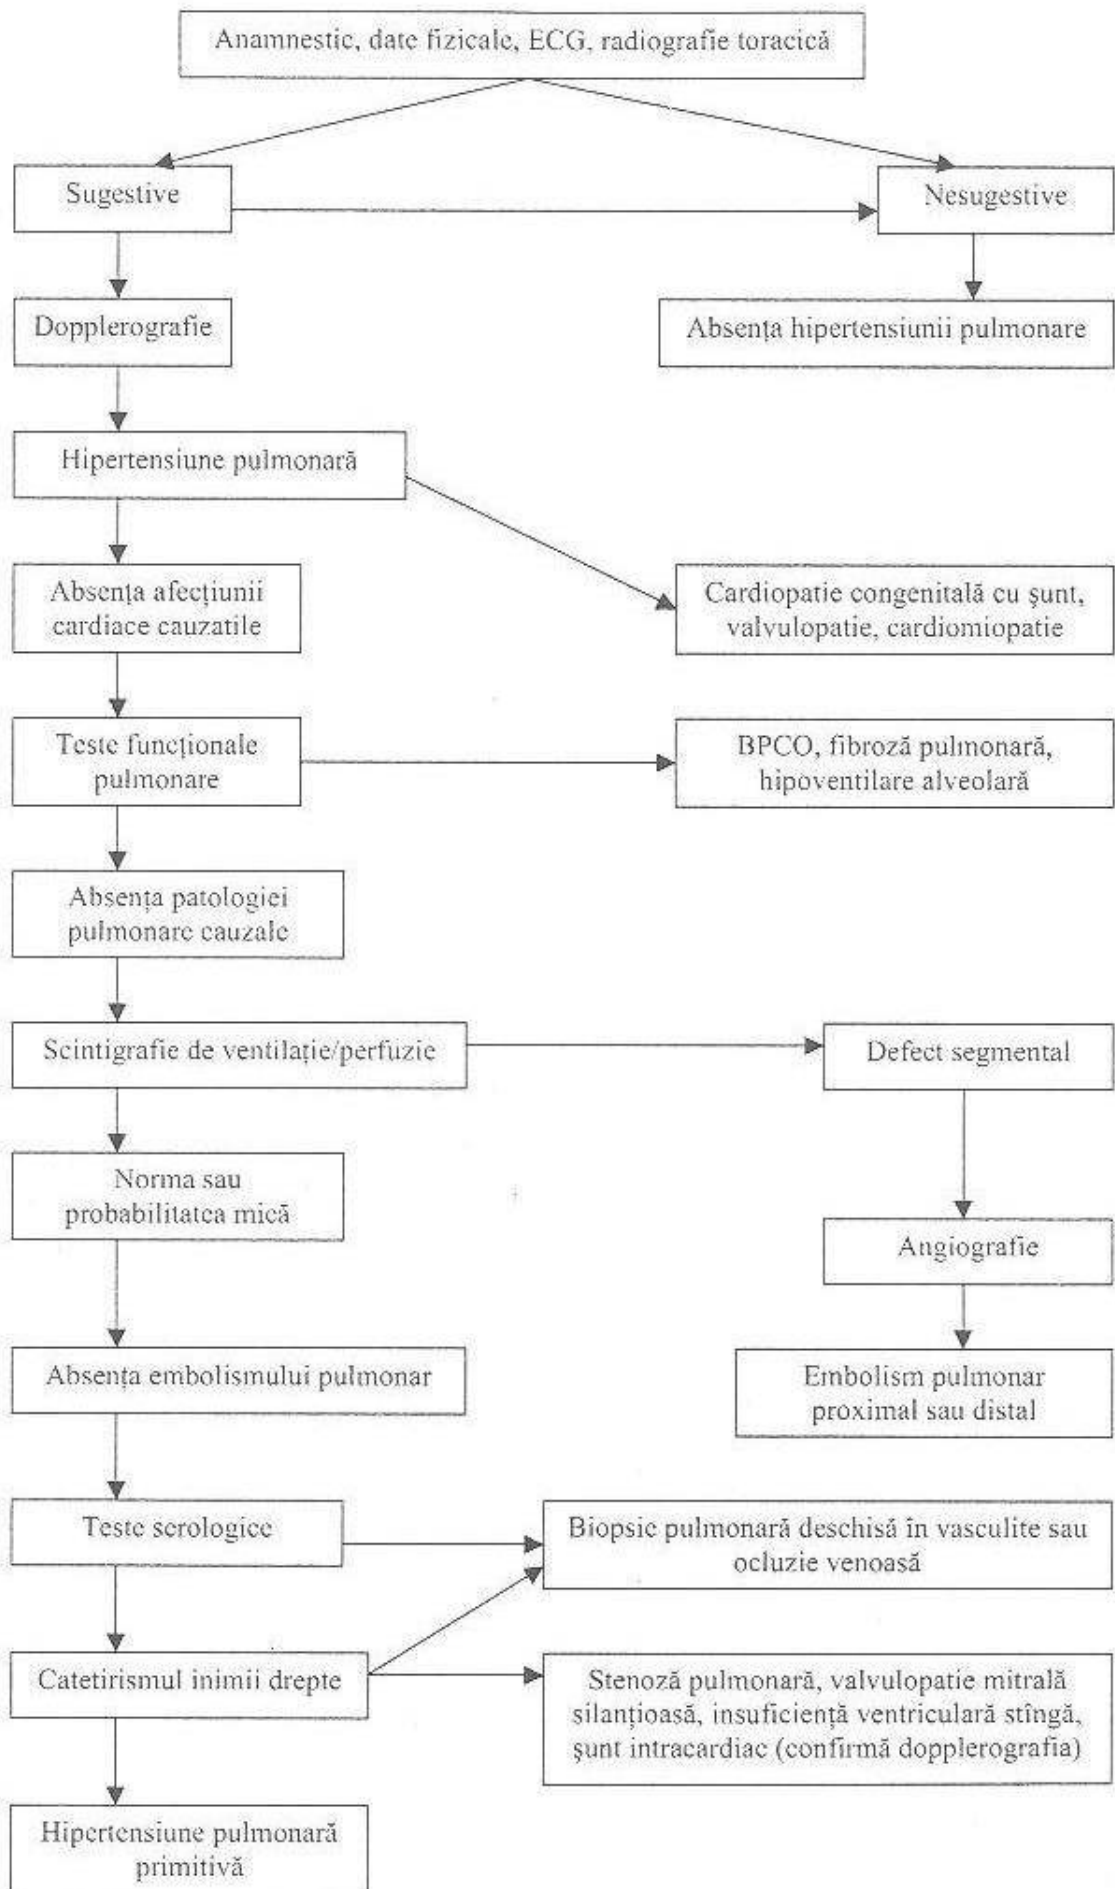 Anamnestic, date fizicale, ECG, radiografie toracică
Sugestive
Nesugestive
Dopplerografie
Absența hipertensiunii pulmonare
Hipertensiune pulmonară
Absența afecțiunii
cardiace cauzatile
Cardiopatie congenitală cu șunt,
valvulopatie, cardiomiopatie
Teste funcționale
pulmonare
BPCO, fibroză pulmonară,
hipoventilare alveolară
Absența patologiei
pulmonare cauzale
Scintigrafie de ventilație/perfuzie
Defect segmental
Norma sau
probabilitatea mică
Angiografie
Absența embolismului pulmonar
Embolism pulmonar
proximal sau distal
Teste serologice
Biopsie pulmonară deschisă în vasculite sau
ocluzie venoasă
Catetirismul inimii drepte
Stenoză pulmonară, valvulopatie mitrală
silanțioasă, insuficiență ventriculară stîngă,
șunt intracardiac (confirmă dopplerografia)
Hipertensiune pulmonară
primitivă